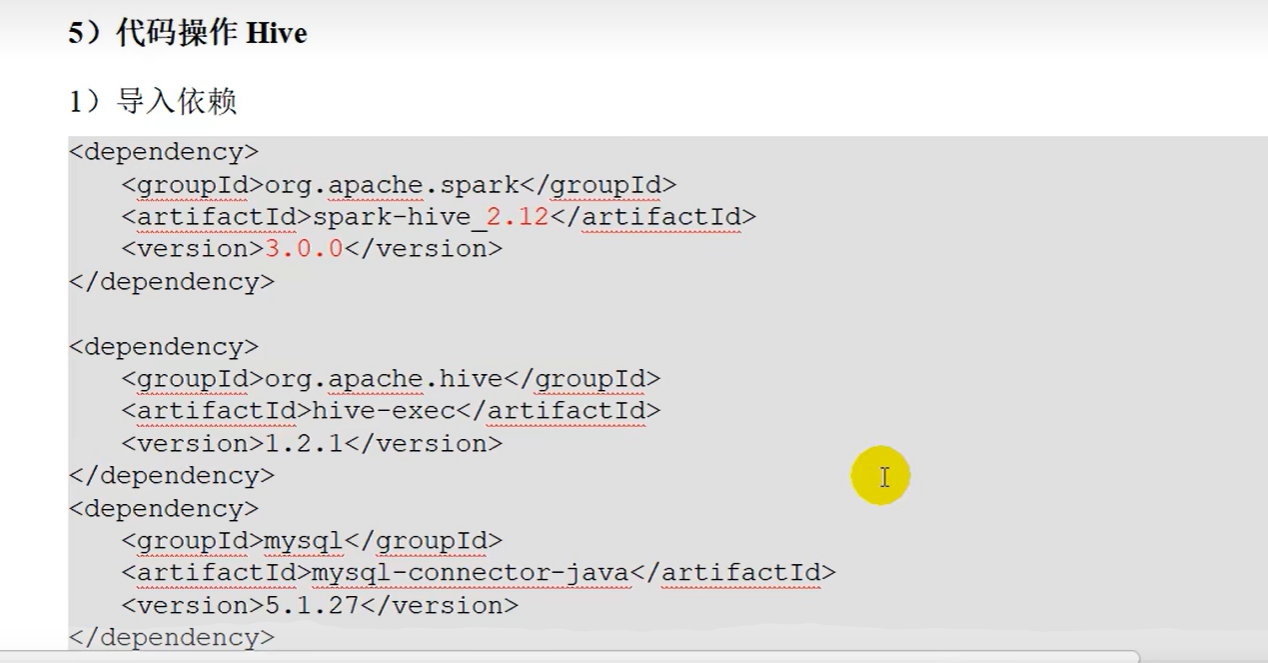 5）代码操作 Hive
1）导入依赖
<dependency>
<groupId>org.apache.spark</groupId>
<artifactId>spark-hive_2.12</artifactId>
<version>3.0.0</version>
</dependency>
<dependency>
<groupId>org.apache.hive</groupId>
<artifactId>hive-exec</artifactId>
<version>1.2.1</version>
</dependency>
<dependency>
<groupId>mysql</groupId>
<artifactId>mysql-connector-java</artifactId>
<version>5.1.27</version>
</dependency>